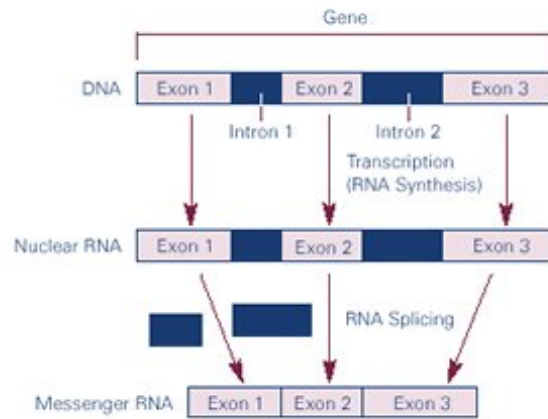 Gene
DNA Exon 1 Exon 2 Exon 3
Intron 1 Intron 2
Transcription
(RNA Synthesis)
Nuclear RNA Exon 1 Exon 2 Exon 3
RNA Splicing
Messenger RNA Exon 1 Exon 2 Exon 3